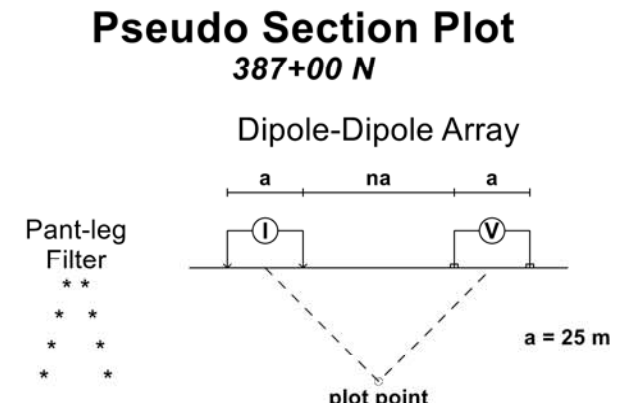 Pseudo Section Plot
387+00 N
Dipole-Dipole Array
a na a
Pant-leg
Filter
I V
* *
* *
* *
* *
a = 25 m
plot point